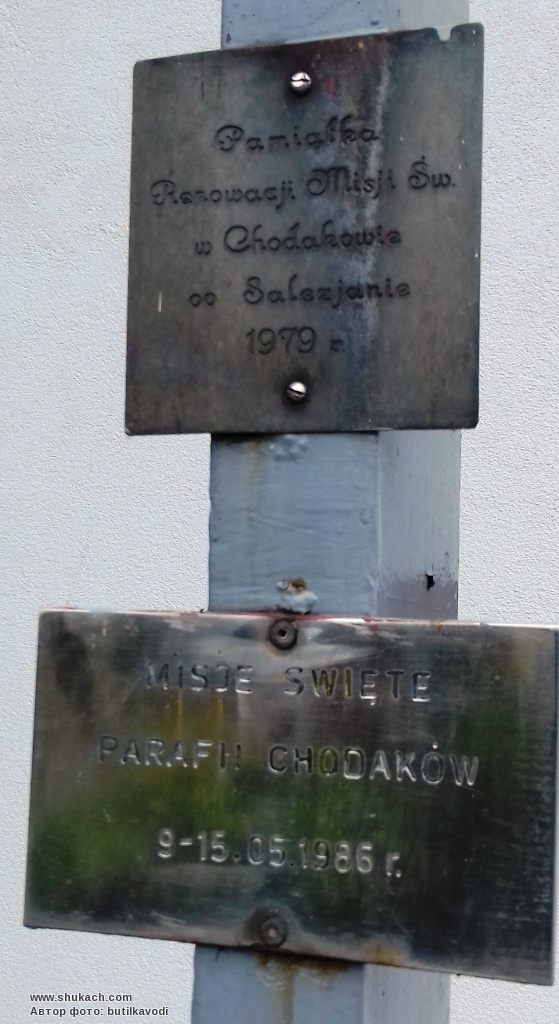 Pamiątka
Renowacji Misji Św.
w Chodakowie
oo Salezjanie
1979 r.
MISJE SWIĘTE
PARAFII CHODAKÓW
9-15.05.1986 r.
www.shukach.com
Автор фото: butilkavodi